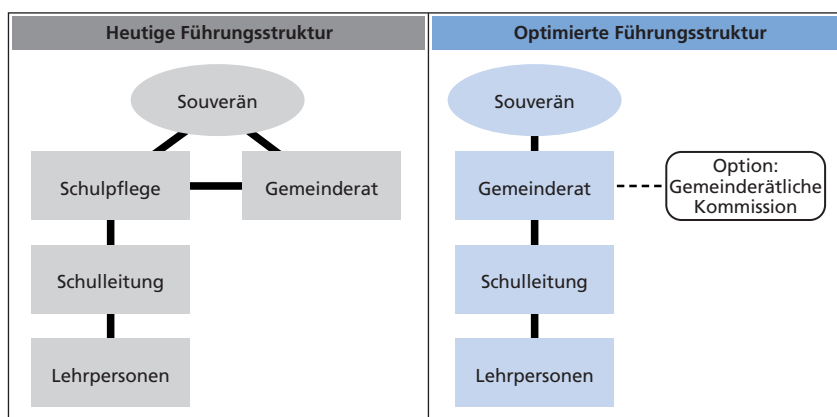 Heutige Führungsstruktur
Souverän
Schulpflege
Gemeinderat
Schulleitung
Lehrpersonen
Optimierte Führungsstruktur
Souverän
Gemeinderat
Option:
Gemeinderätliche
Kommission
Schulleitung
Lehrpersonen